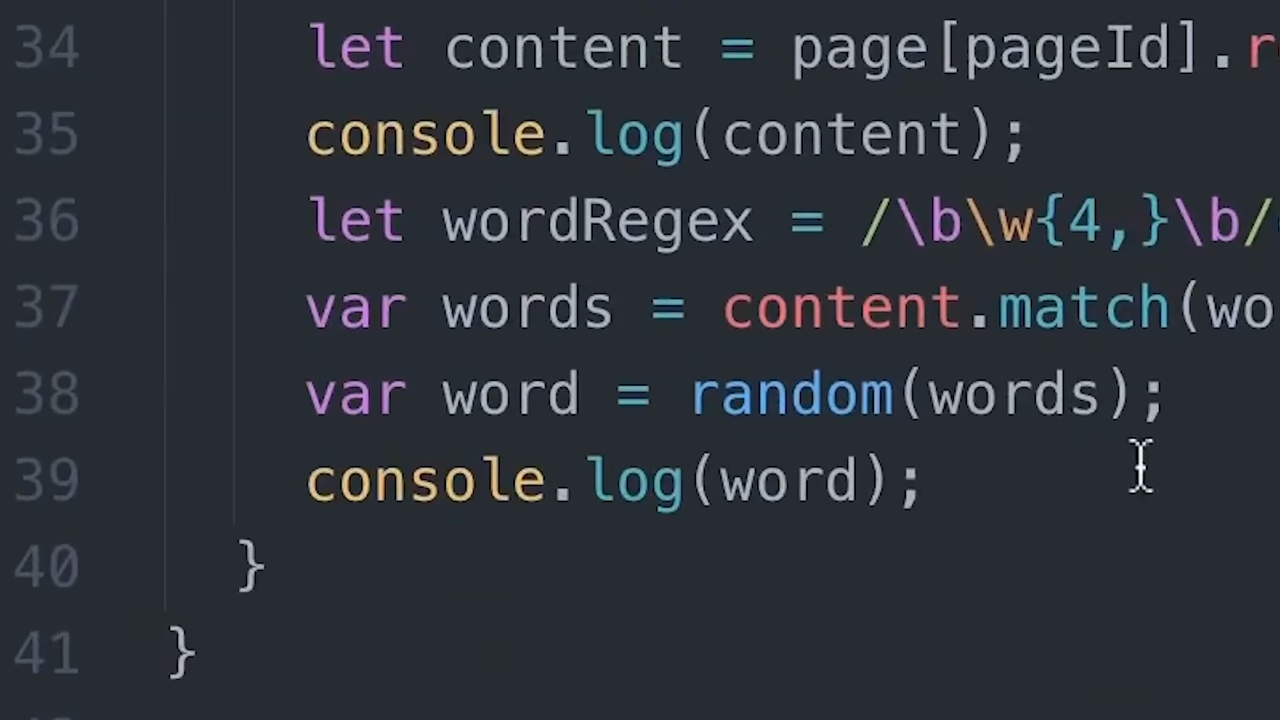 34 let content = page[pageId].r
35 console.log(content);
36 let wordRegex = /\b\w{4,}\b/
37 var words = content.match(wo
38 var word = random(words);
39 console.log(word);
40 }
41 }